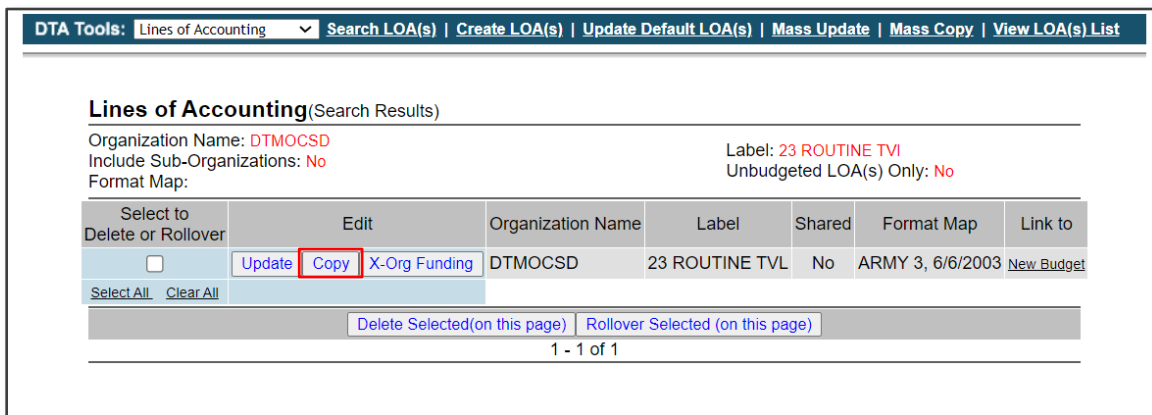 DTA Tools: Lines of Accounting Search LOA(s) | Create LOA(s) | Update Default LOA(s) | Mass Update | Mass Copy | View LOA(s) List
Lines of Accounting(Search Results)
Organization Name: DTMOCSD
Include Sub-Organizations: No
Format Map:
Label: 23 ROUTINE TVl
Unbudgeted LOA(s) Only: No
Select to
Delete or Rollover
Edit
Organization Name
Label
Shared
Format Map
Link to
Update Copy X-Org Funding DTMOCSD 23 ROUTINE TVL No ARMY 3, 6/6/2003 New Budget
Select All Clear All
Delete Selected(on this page) Rollover Selected (on this page)
1 - 1 of 1